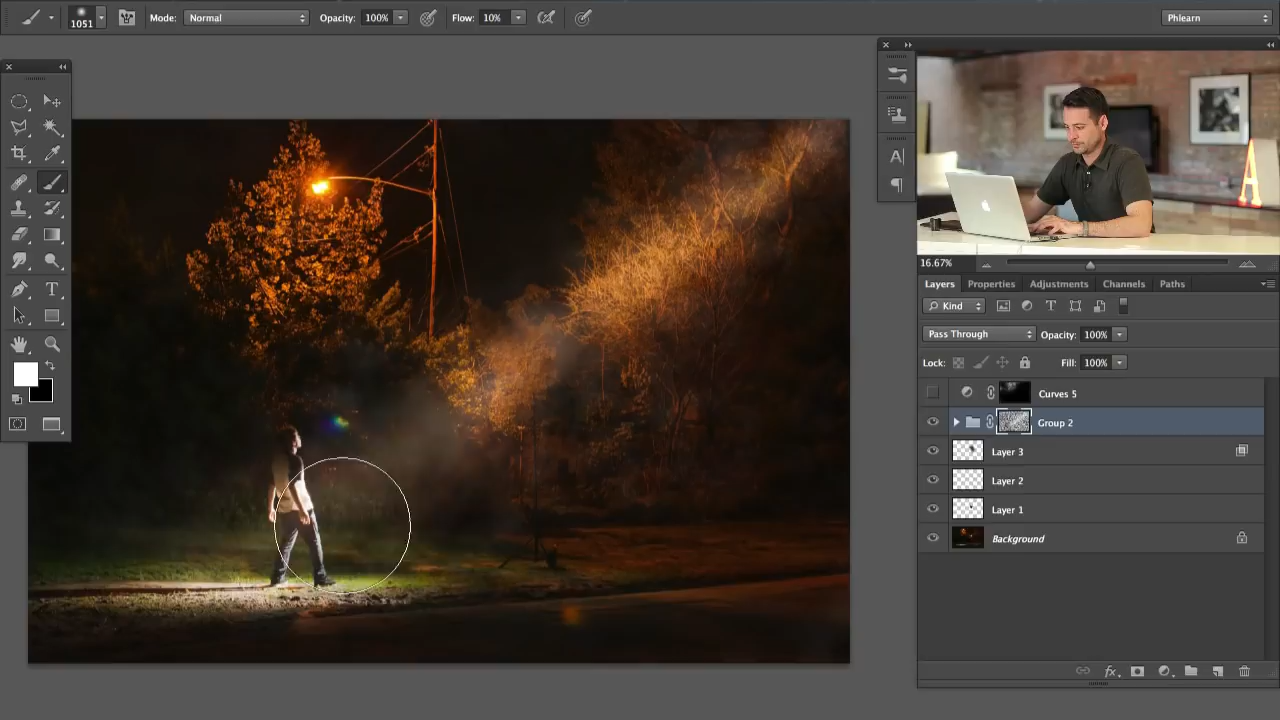 1051 Mode: Normal Opacity: 100% Flow: 10% Phlearn
A
16.67%
Layers Properties Adjustments Channels Paths
Kind T
Pass Through Opacity: 100%
Lock: Fill: 100%
Curves 5
Group 2
Layer 3
Layer 2
Layer 1
Background
fx